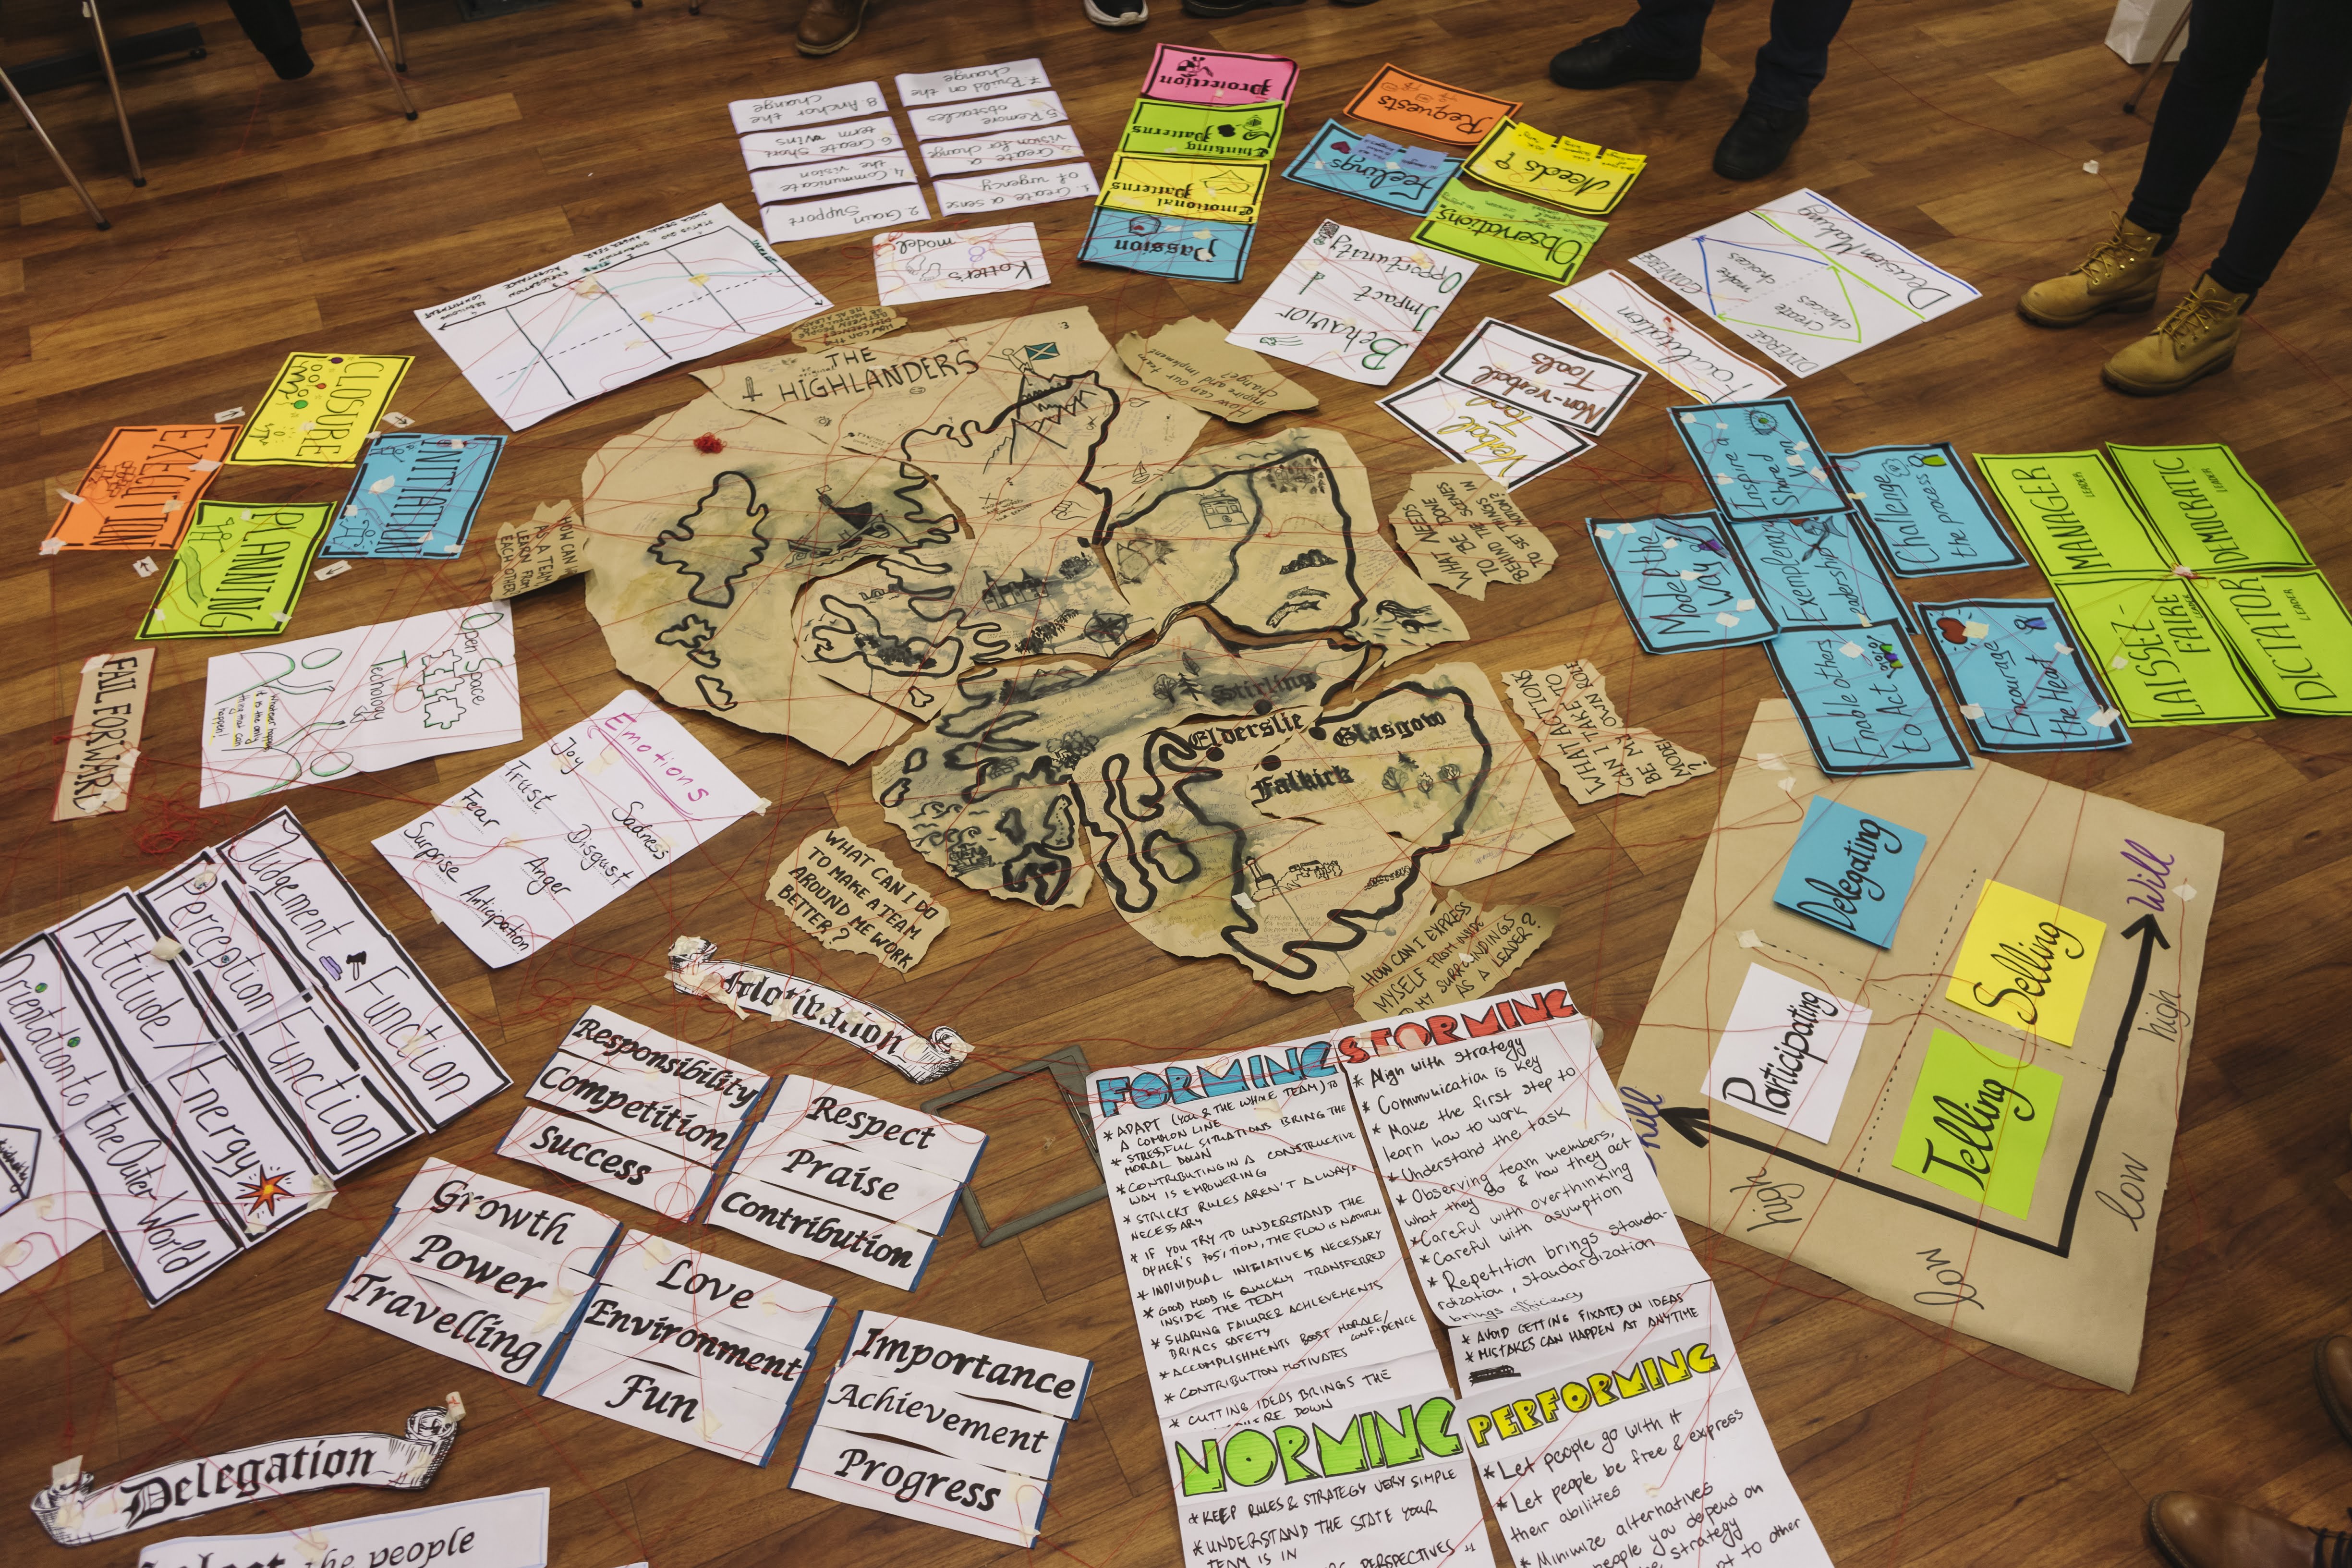 7. Build on the
change
5 Remove
obstacles
Create a
vision for change
1. Create a sense
of urgency
8 Anchor the
change
6 Create short
term wins
4 Communicate
the vision
2. Gain
Support
Kotter's
model
Projection
Thinking
Patterns
Emotional
Patterns
Passion
Requests
Feelings
Needs?
Observations
Behavior
Impact
Opportunity
Decision Making
DIVERGE
create
choices
make
choices
CONVERGE
Facilitation
Non-verbal
Tools
Verbal
Tool
THE
HIGHLANDERS
How can our team
inspire and implement
change?
CLOSURE
EXECUTION
INITIATION
PLANNING
HOW CAN WE
AS A TEAM,
LEARN FROM
EACH OTHER
WHAT NEEDS
TO BE DONE
BEHIND THE SCENES
TO SET THINGS IN
MOTION?
Inspire a
Shared
Vision
Challenge
the process
Model the
Way
Exemplary
Leadership
Enable others
to Act
Encourage
the Heart
MANAGER
LEADER
DEMOCRATIC
LEADER
LAISSEZ-
FAIRE
LEADER
DICTATOR
LEADER
FAIL FORWARD
Open Space
Techology
Whatever happens
it is the only
thing that can
happen!
Stirling
Elderslie
Glasgow
Falkick
WHAT ACTIONS
CAN I TAKE TO
BE MY OWN ROLE
MODEL?
Emotions
Joy
Trust
Fear
Surprise
Sadness
Disgust
Anger
Anticipation
WHAT CAN I DO
TO MAKE A TEAM
AROUND ME WORK
BETTER?
HOW CAN I EXPRESS
MYSELF FROM INSIDE
MY SURROUNDINGS
AS A LEADER?
Judgement Function
Perception Function
Attitude/Energy
Orientation to the Outer World
Motivation
Responsibility
Competition
Success
Respect
Praise
Contribution
Growth
Power
Travelling
Love
Environment
Fun
Importance
Achievement
Progress
Delegation
Select the people
Delegating
Selling
Participating
Telling
Will
high
low
high
low
FORMING
* ADAPT (YOU & THE WHOLE TEAM) TO
A COMMON LINE
* STRESSFUL SITUATIONS BRING THE
MORAL DOWN
* CONTRIBUTING IN A CONSTRUCTIVE
WAY IS EMPOWERING
* STRICKT RULES AREN'T ALWAYS
NECESSARY
* IF YOU TRY TO UNDERSTAND THE
OTHER'S POSITION, THE FLOW IS NATURAL
* INDIVIDUAL INITIATIVE IS NECESSARY
* GOOD MOOD IS QUICKLY TRANSFERRED
INSIDE THE TEAM
* SHARING FAILURE & ACHIEVEMENTS
BRINGS SAFETY
* ACCOMPLISHMENTS BOOST MORALE/
CONFIDENCE
* CONTRIBUTION MOTIVATES
* CUTTING IDEAS BRINGS THE
DOWN
STORMING
* Align with strategy
* Communication is key
* Make the first step to
learn how to work
* Understand the task
* Observing team members,
what they do & how they act
* Careful with overthinking
* Careful with asumption
* Repetition brings standa-
rdization, standardization
brings efficiency
* AVOID GETTING FIXATED ON IDEAS
* MISTAKES CAN HAPPEN AT ANYTIME
NORMING
* KEEP RULES & STRATEGY VERY SIMPLE
* UNDERSTAND THE STATE YOUR
TEAM IS IN
PERSPECTIVES
PERFORMING
* Let people go with it
* Let people be free & express
their abilities
* Minimize alternatives
people you depend on
strategy
to other